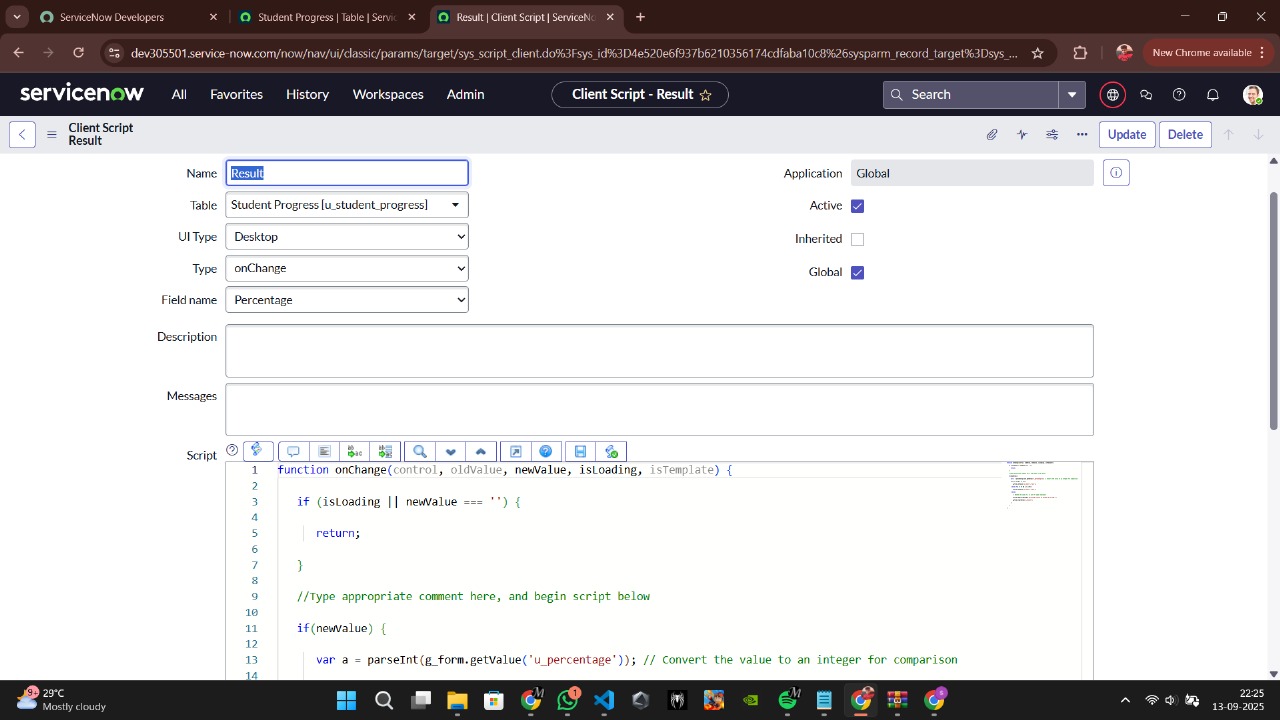 ServiceNow Developers
Student Progress | Table | Servic
Result | Client Script | ServiceNo
dev305501.service-now.com/now/nav/ui/classic/params/target/sys_script_client.do%3Fsys_id%3D4e520e6f937b6210356174cdfaba10c8%26sysparm_record_target%3Dsys_...
New Chrome available
servicenow All Favorites History Workspaces Admin
Client Script - Result
Search
Client Script
Result
Update
Delete
Name Result
Application Global
Table Student Progress [u_student_progress]
Active
UI Type Desktop
Inherited
Type onChange
Global
Field name Percentage
Description
Messages
Script
1 function onChange(control, oldValue, newValue, isLoading, isTemplate) {
2
3 if (isLoading || newValue === '') {
4
5 return;
6
7 }
8
9 //Type appropriate comment here, and begin script below
10
11 if(newValue) {
12
13 var a = parseInt(g_form.getValue('u_percentage')); // Convert the value to an integer for comparison
14
9+
29°C
Mostly cloudy
1
22:25
13-09-2025